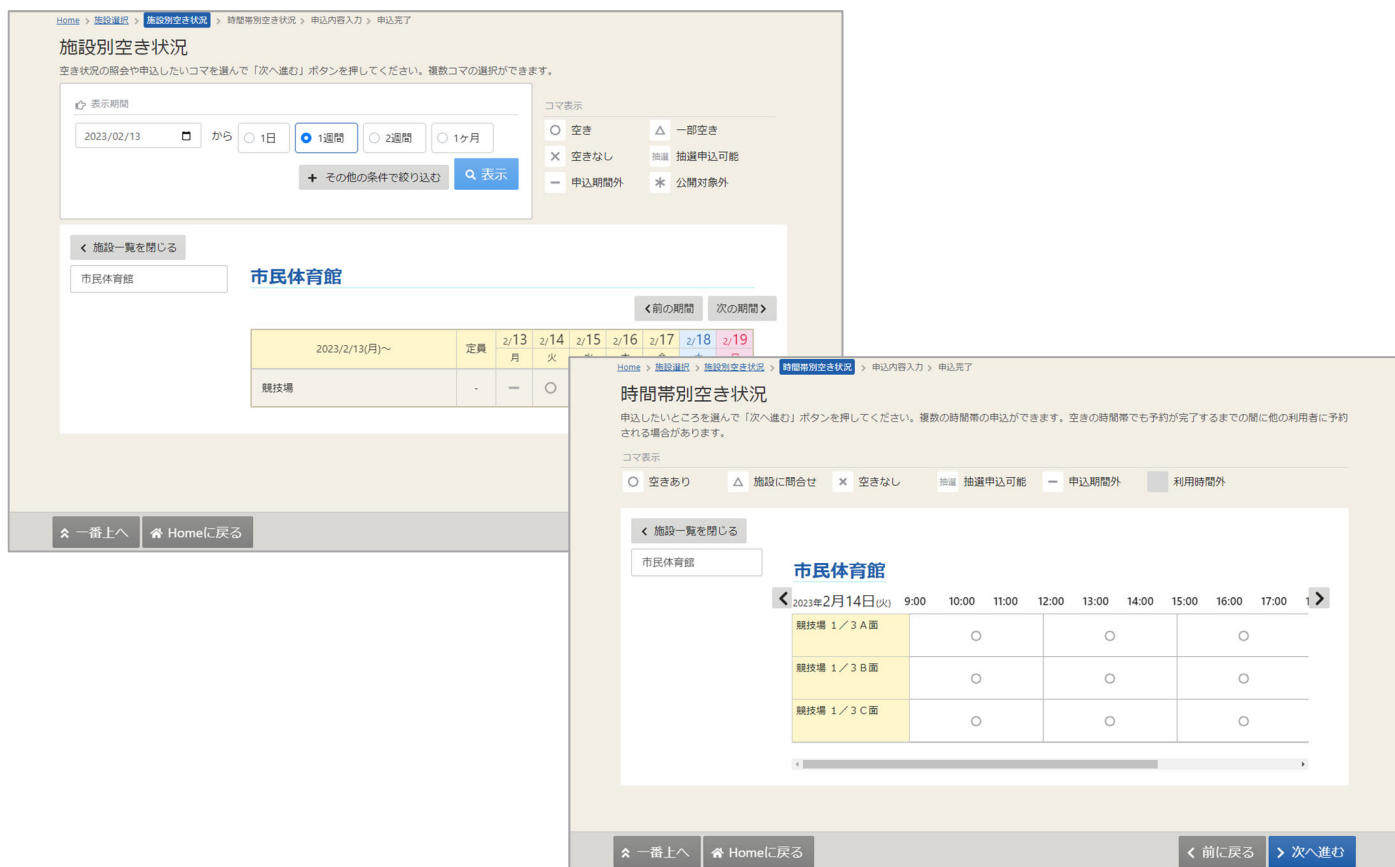 Home > 施設選択 > 施設別空き状況 > 時間帯別空き状況 > 申込内容入力 > 申込完了
施設別空き状況
空き状況の照会や申込したいコマを選んで「次へ進む」ボタンを押してください。複数コマの選択ができます。
表示期間
2023/02/13 から 1日 1週間 2週間 1ヶ月
+ その他の条件で絞り込む 表示
コマ表示
○ 空き △ 一部空き
× 空きなし 抽選 抽選申込可能
− 申込期間外 ＊ 公開対象外
< 施設一覧を閉じる
市民体育館
市民体育館
<前の期間 次の期間>
2023/2/13(月)～ 定員 2/13 2/14 2/15 2/16 2/17 2/18 2/19
月 火
競技場 - − ○
一番上へ Homeに戻る
Home > 施設選択 > 施設別空き状況 > 時間帯別空き状況 > 申込内容入力 > 申込完了
時間帯別空き状況
申込したいところを選んで「次へ進む」ボタンを押してください。複数の時間帯の申込ができます。空きの時間帯でも予約が完了するまでの間に他の利用者に予約
される場合があります。
コマ表示
○ 空きあり △ 施設に問合せ × 空きなし 抽選 抽選申込可能 − 申込期間外 利用時間外
< 施設一覧を閉じる
市民体育館
市民体育館
2023年2月14日(火) 9:00 10:00 11:00 12:00 13:00 14:00 15:00 16:00 17:00
競技場 １／３Ａ面 ○ ○ ○
競技場 １／３Ｂ面 ○ ○ ○
競技場 １／３Ｃ面 ○ ○ ○
一番上へ Homeに戻る < 前に戻る > 次へ進む